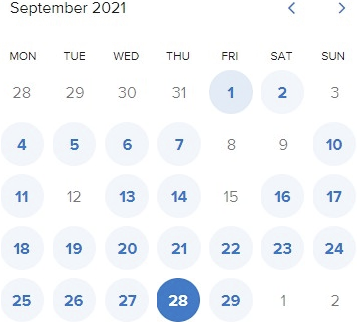 September 2021
MON TUE WED THU FRI SAT SUN
28 29 30 31 1 2 3
4 5 6 7 8 9 10
11 12 13 14 15 16 17
18 19 20 21 22 23 24
25 26 27 28 29 1 2